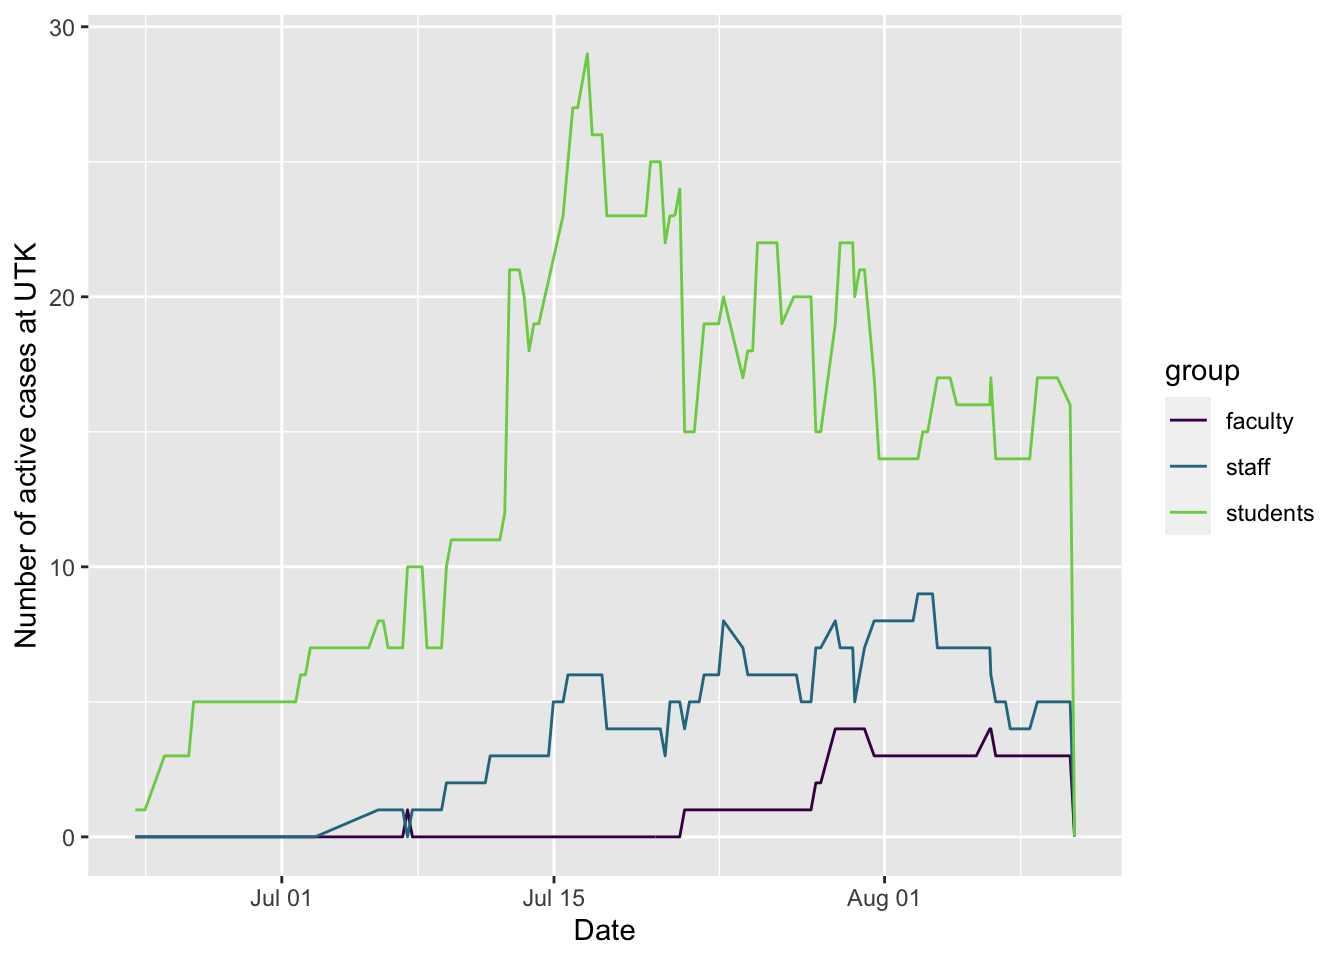 Number of active cases at UTK
30
20
10
0
Jul 01
Jul 15
Aug 01
Date
group
faculty
staff
students